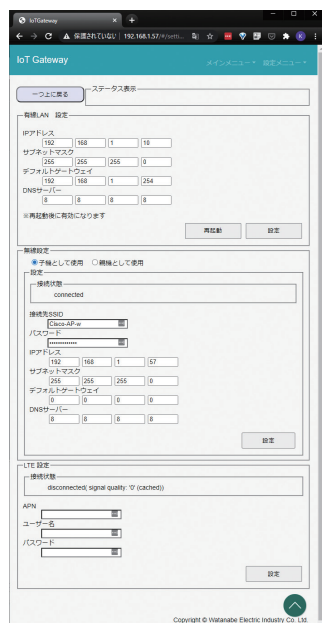 IoTGateway
保護されていない 192.168.1.57/#/setti...
IoT Gateway
メインメニュー 設定メニュー
一つ上に戻る
ステータス表示
有線LAN 設定
IPアドレス
192 168 1 10
サブネットマスク
255 255 255 0
デフォルトゲートウェイ
192 168 1 254
DNSサーバー
8 8 8 8
※再起動後に有効になります
再起動 設定
無線設定
子機として使用 親機として使用
設定
接続状態
connected
接続先SSID
Cisco-AP-w
パスワード
•••••••••••••
IPアドレス
192 168 1 57
サブネットマスク
255 255 255 0
デフォルトゲートウェイ
0 0 0 0
DNSサーバー
8 8 8 8
設定
LTE 設定
接続状態
disconnected( signal quality: '0' (cached))
APN
ユーザー名
パスワード
設定
Copyright © Watanabe Electric Industry Co. Ltd.